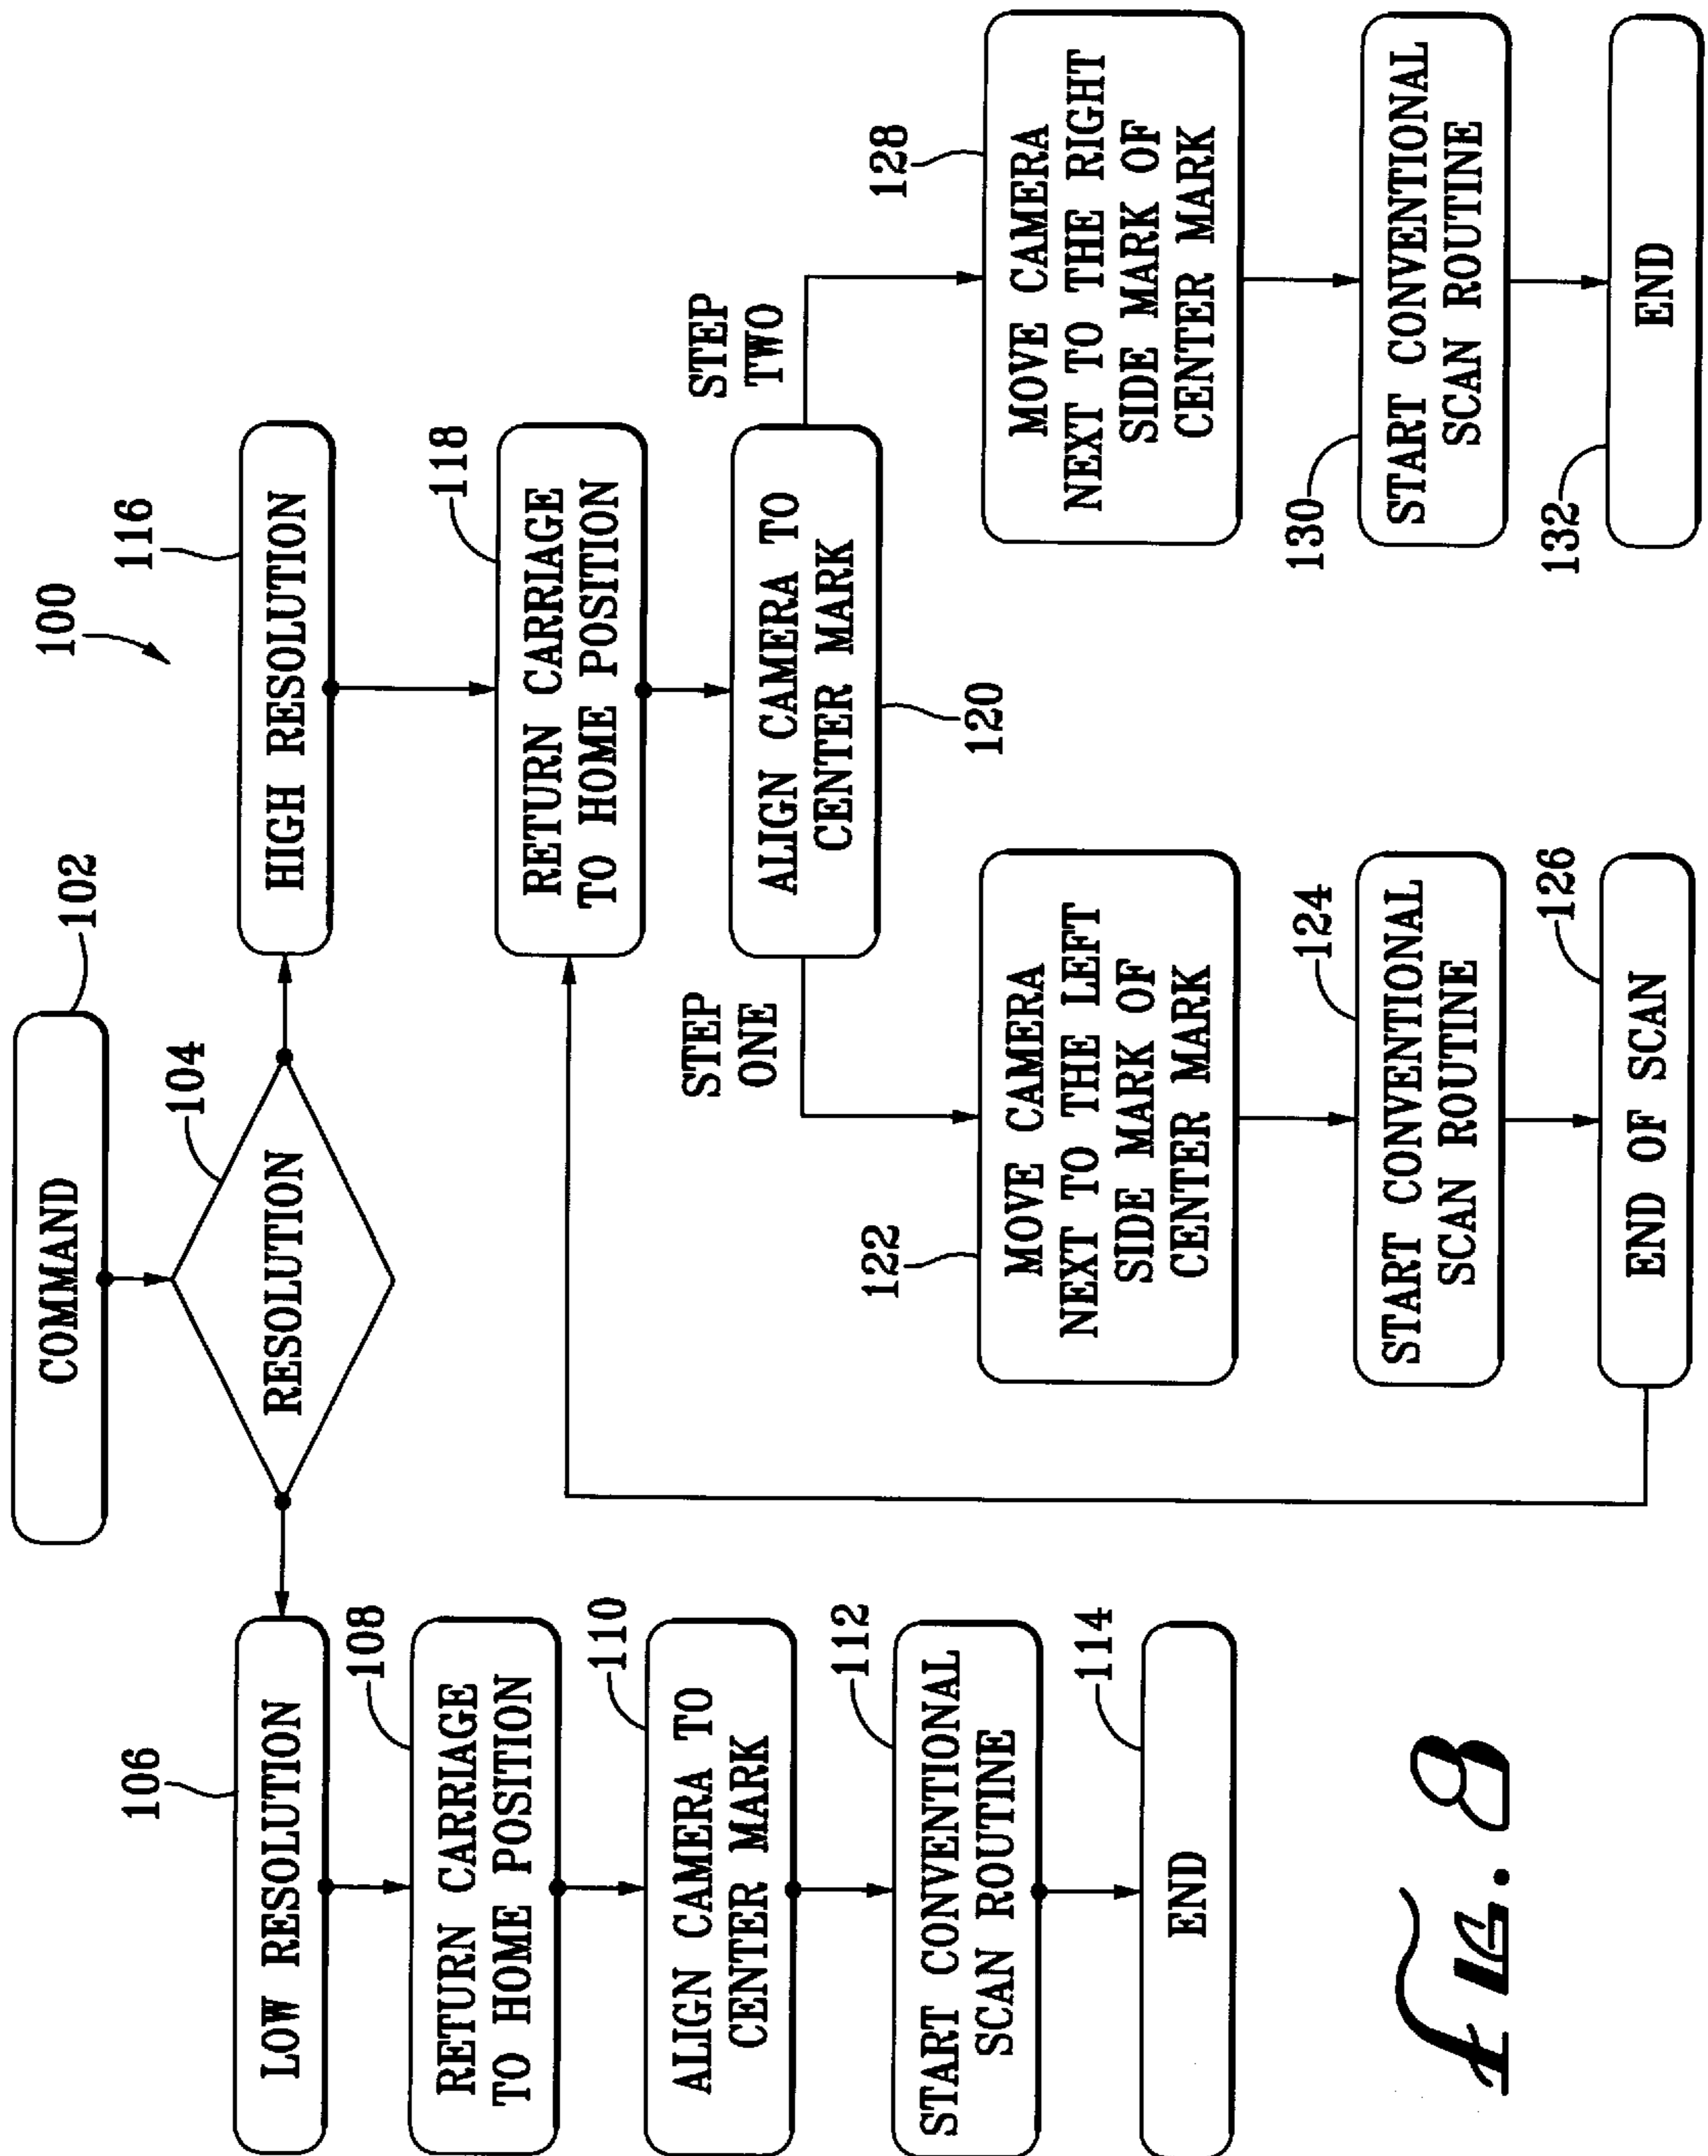 COMMAND
102
104
RESOLUTION
100
106
LOW RESOLUTION
108
RETURN CARRIAGE
TO HOME POSITION
110
ALIGN CAMERA TO
CENTER MARK
112
START CONVENTIONAL
SCAN ROUTINE
114
END
116
HIGH RESOLUTION
118
RETURN CARRIAGE
TO HOME POSITION
ALIGN CAMERA TO
CENTER MARK
120
STEP
ONE
122
MOVE CAMERA
NEXT TO THE LEFT
SIDE MARK OF
CENTER MARK
124
START CONVENTIONAL
SCAN ROUTINE
126
END OF SCAN
STEP
TWO
128
MOVE CAMERA
NEXT TO THE RIGHT
SIDE MARK OF
CENTER MARK
130
START CONVENTIONAL
SCAN ROUTINE
132
END
FIG. 8